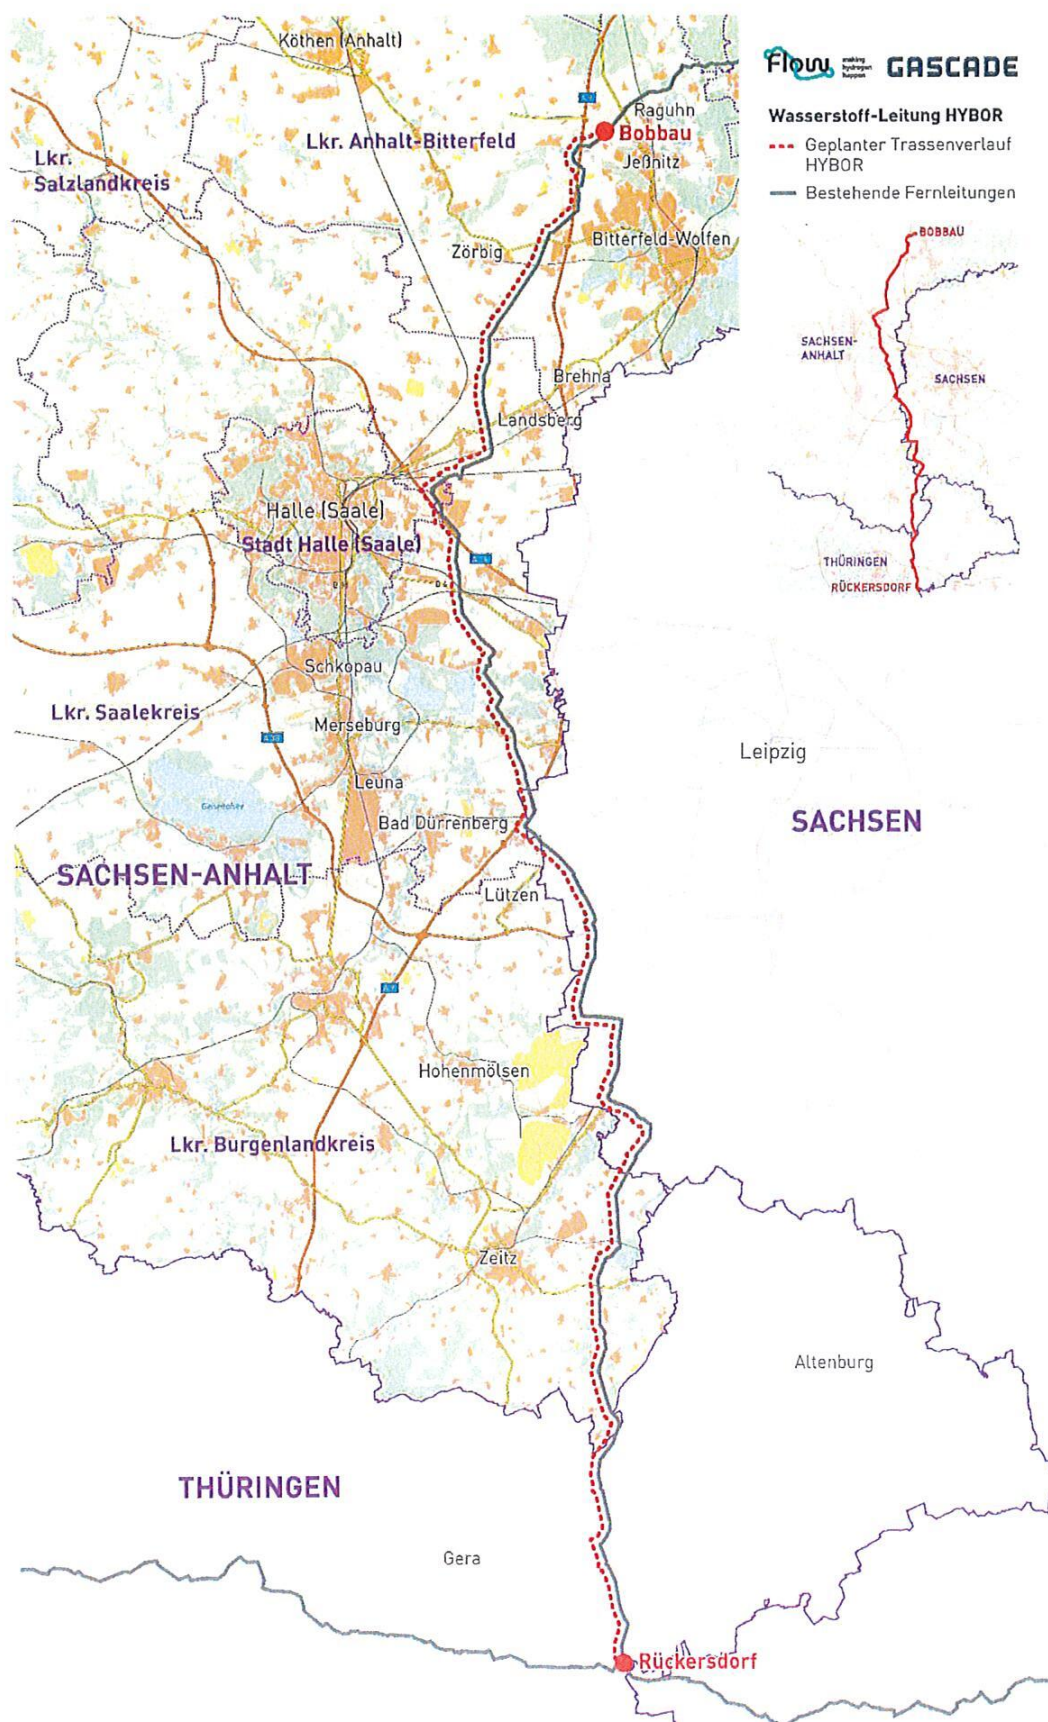 Köthen (Anhalt)
Flow making hydrogen happen GASCADE
Raguhn
Wasserstoff-Leitung HYBOR
Bobbau
Lkr. Anhalt-Bitterfeld
Geplanter Trassenverlauf
HYBOR
Lkr.
Salzlandkreis
Jeßnitz
Bestehende Fernleitungen
BOBBAU
Bitterfeld-Wolfen
Zörbig
SACHSEN-
ANHALT
SACHSEN
Brehna
Landsberg
Halle (Saale)
Stadt Halle (Saale)
THÜRINGEN
RÜCKERSDORF
Schkopau
Lkr. Saalekreis
Merseburg
Leipzig
Leuna
Bad Dürrenberg
SACHSEN
SACHSEN-ANHALT
Lützen
Hohenmölsen
Lkr. Burgenlandkreis
Zeitz
Altenburg
THÜRINGEN
Gera
Rückersdorf